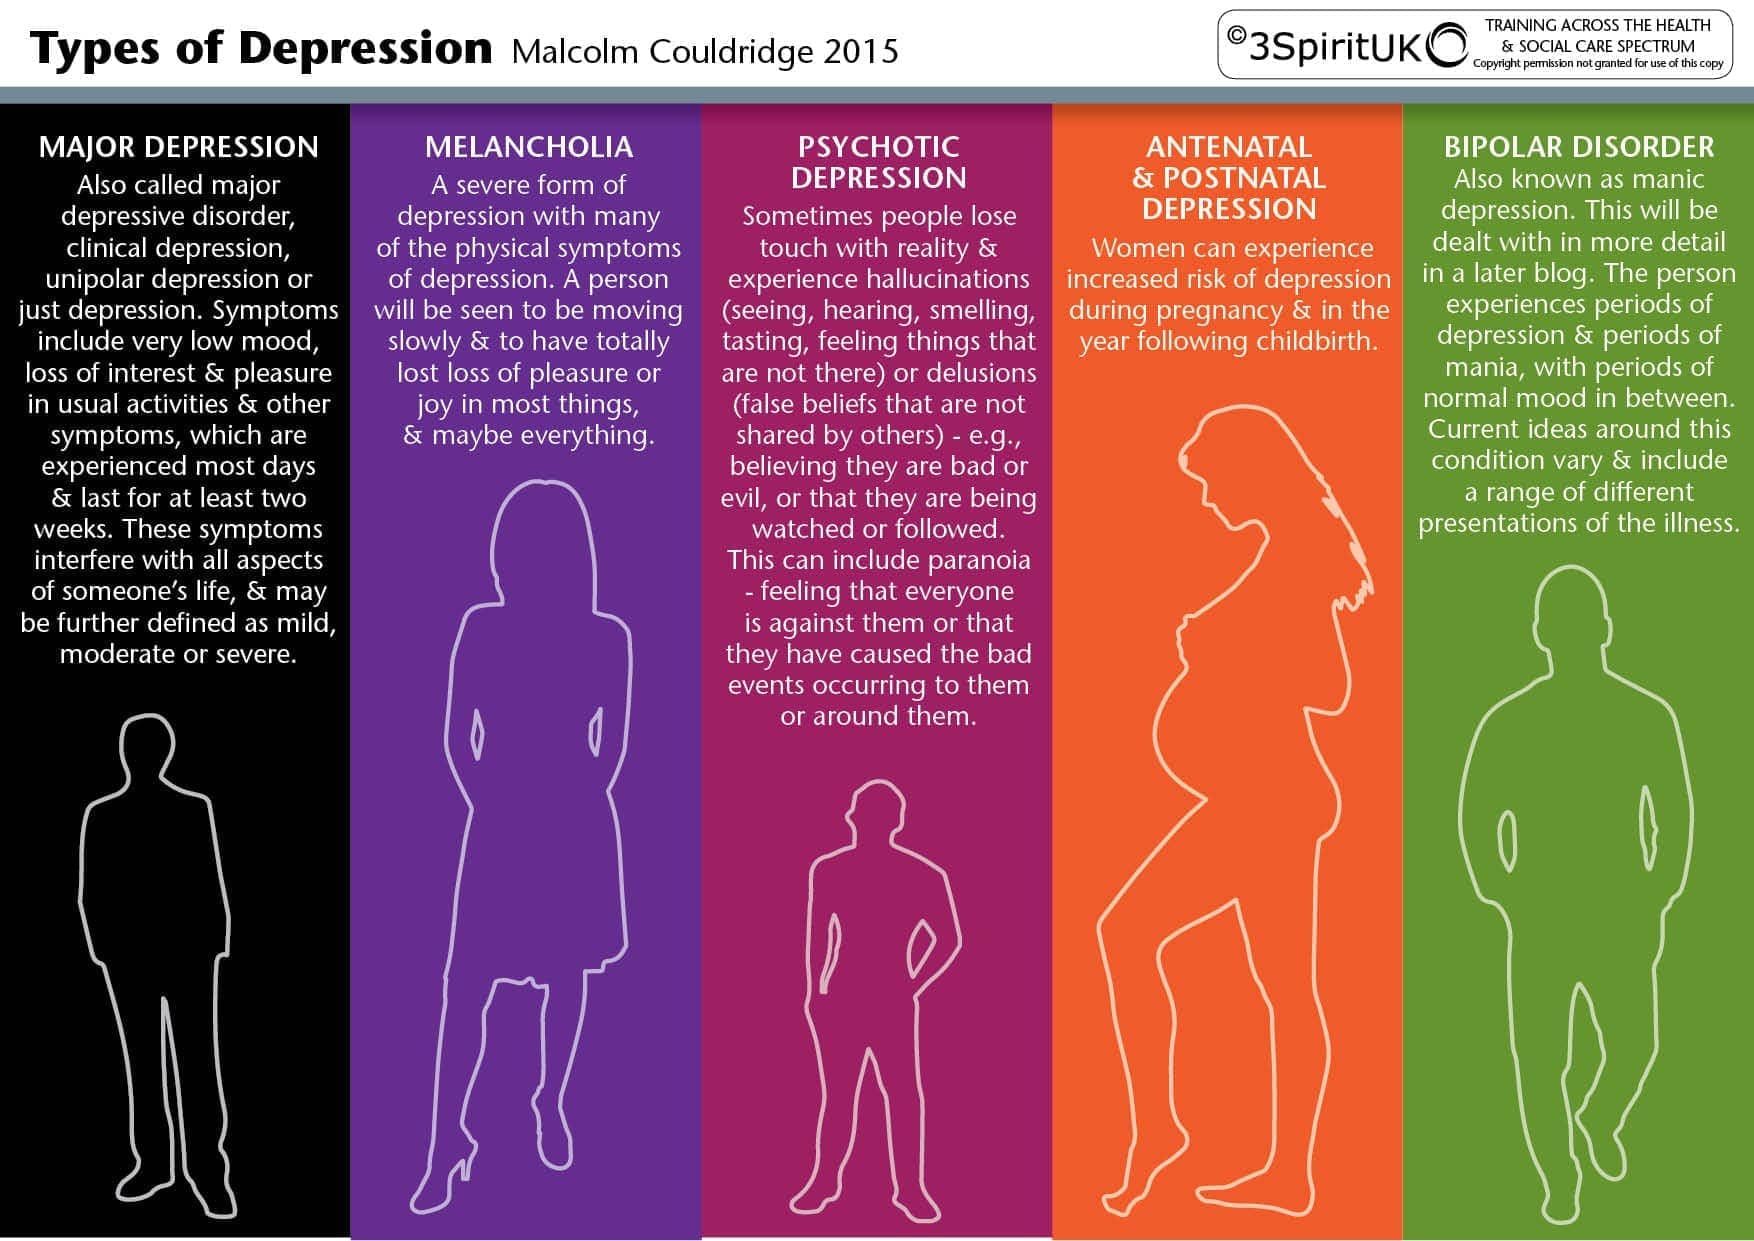 Types of Depression Malcolm Couldridge 2015
©3SpiritUK
TRAINING ACROSS THE HEALTH
& SOCIAL CARE SPECTRUM
Copyright permission not granted for use of this copy
MAJOR DEPRESSION
Also called major
depressive disorder,
clinical depression,
unipolar depression or
just depression. Symptoms
include very low mood,
loss of interest & pleasure
in usual activities & other
symptoms, which are
experienced most days
& last for at least two
weeks. These symptoms
interfere with all aspects
of someone’s life, & may
be further defined as mild,
moderate or severe.
MELANCHOLIA
A severe form of
depression with many
of the physical symptoms
of depression. A person
will be seen to be moving
slowly & to have totally
lost loss of pleasure or
joy in most things,
& maybe everything.
PSYCHOTIC
DEPRESSION
Sometimes people lose
touch with reality &
experience hallucinations
(seeing, hearing, smelling,
tasting, feeling things that
are not there) or delusions
(false beliefs that are not
shared by others) - e.g.,
believing they are bad or
evil, or that they are being
watched or followed.
This can include paranoia
- feeling that everyone
is against them or that
they have caused the bad
events occurring to them
or around them.
ANTENATAL
& POSTNATAL
DEPRESSION
Women can experience
increased risk of depression
during pregnancy & in the
year following childbirth.
BIPOLAR DISORDER
Also known as manic
depression. This will be
dealt with in more detail
in a later blog. The person
experiences periods of
depression & periods of
mania, with periods of
normal mood in between.
Current ideas around this
condition vary & include
a range of different
presentations of the illness.